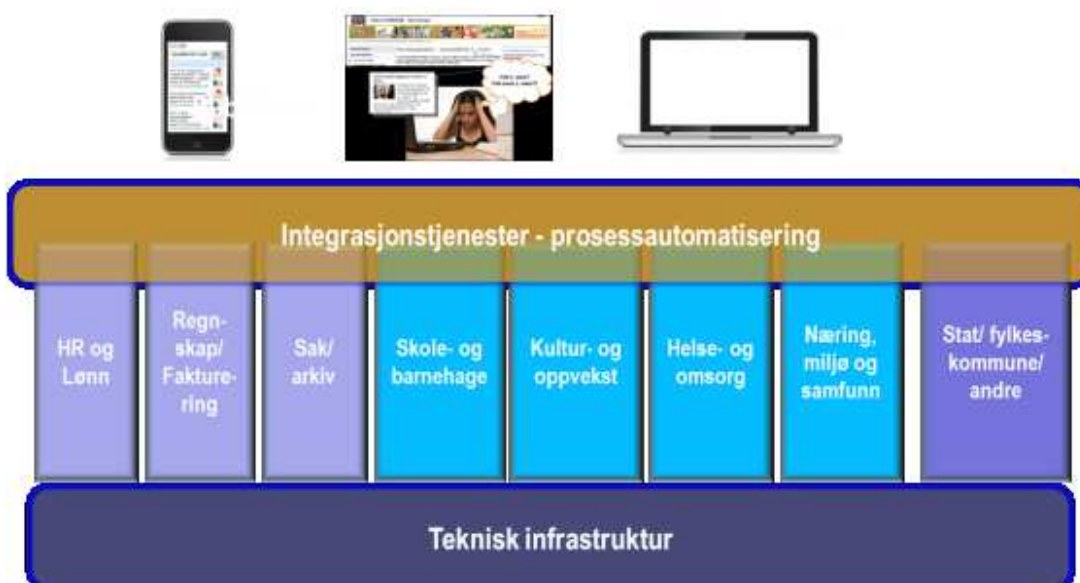 Integrasjonstjenester - prosessautomatisering
HR og
Lønn
Regn-
skap/
Fakture-
ring
Sak/
arkiv
Skole- og
barnehage
Kultur- og
oppvekst
Helse- og
omsorg
Næring,
miljø og
samfunn
Stat/ fylkes-
kommune/
andre
Teknisk infrastruktur